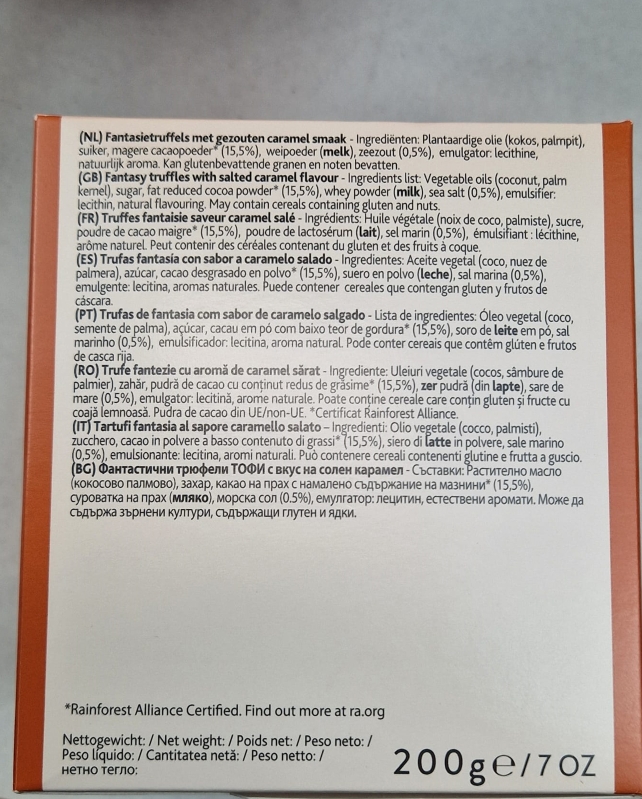 (NL) Fantasietruffels met gezouten caramel smaak - Ingrediënten: Plantaardige olie (kokos, palmpit),
suiker, magere cacaopoeder* (15,5%), weipoeder (melk), zeezout (0,5%), emulgator: lecithine,
natuurlijk aroma. Kan glutenbevattende granen en noten bevatten.
(GB) Fantasy truffles with salted caramel flavour - Ingredients list: Vegetable oils (coconut, palm
kernel), sugar, fat reduced cocoa powder* (15,5%), whey powder (milk), sea salt (0,5%), emulsifier:
lecithin, natural flavouring. May contain cereals containing gluten and nuts.
(FR) Truffes fantaisie saveur caramel salé - Ingrédients: Huile végétale (noix de coco, palmiste), sucre,
poudre de cacao maigre* (15,5%), poudre de lactosérum (lait), sel marin (0,5%), émulsifiant : lécithine,
arôme naturel. Peut contenir des céréales contenant du gluten et des fruits à coque.
(ES) Trufas fantasía con sabor a caramelo salado - Ingredientes: Aceite vegetal (coco, nuez de
palmera), azúcar, cacao desgrasado en polvo* (15,5%), suero en polvo (leche), sal marina (0,5%),
emulgente: lecitina, aromas naturales. Puede contener cereales que contengan gluten y frutos de
cáscara.
(PT) Trufas de fantasia com sabor de caramelo salgado - Lista de ingredientes: Óleo vegetal (coco,
semente de palma), açúcar, cacau em pó com baixo teor de gordura* (15,5%), soro de leite em pò, sal
marinho (0,5%), emulsificador: lecitina, aroma natural. Pode conter cereais que contêm glúten e frutos
de casca rija.
(RO) Trufe fantezie cu aromă de caramel sărat - Ingrediente: Uleiuri vegetale (cocos, sâmbure de
palmier), zahăr, pudră de cacao cu conținut redus de grăsime* (15,5%), zer pudră (din lapte), sare de
mare (0,5%), emulgator: lecitină, arome naturale. Poate conține cereale care conțin gluten și fructe cu
coajă lemnoasă. Pudra de cacao din UE/non-UE. *Certificat Rainforest Alliance.
(IT) Tartufi fantasia al sapore caramello salato - Ingredienti: Olio vegetale (cocco, palmisti),
zucchero, cacao in polvere a basso contenuto di grassi* (15,5%), siero di latte in polvere, sale marino
(0,5%), emulsionante: lecitina, aromi naturali. Può contenere cereali contenenti glutine e frutta a guscio.
(BG) Фантастични трюфели ТОФИ с вкус на солен карамел - Съставки: Растително масло
(кокосово палмово), захар, какао на прах с намалено съдържание на мазнини* (15,5%),
суроватка на прах (мляко), морска сол (0.5%), емулгатор: лецитин, естествени аромати. Може да
съдържа зърнени култури, съдържащи глутен и ядки.
*Rainforest Alliance Certified. Find out more at ra.org
Nettogewicht: / Net weight: / Poids net: / Peso neto: /
Peso líquido: / Cantitatea netă: / Peso netto: /
нетно тегло:
200g℮/7 OZ